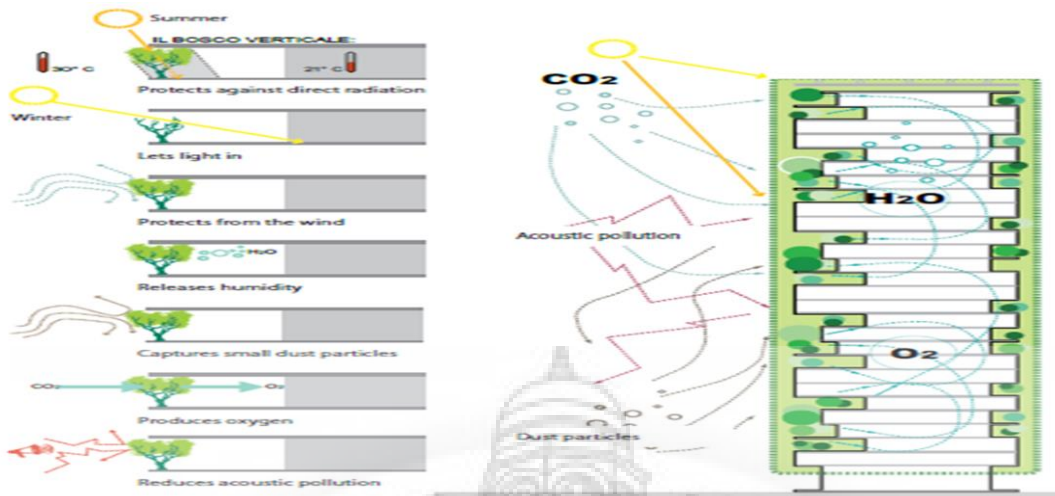 Summer
IL BOSCO VERTICALE:
30° C
21° C
Protects against direct radiation
Winter
Lets light in
Protects from the wind
H2O
Releases humidity
Captures small dust particles
CO2
O2
Produces oxygen
Reduces acoustic pollution
CO2
H2O
Acoustic pollution
O2
Dust particles